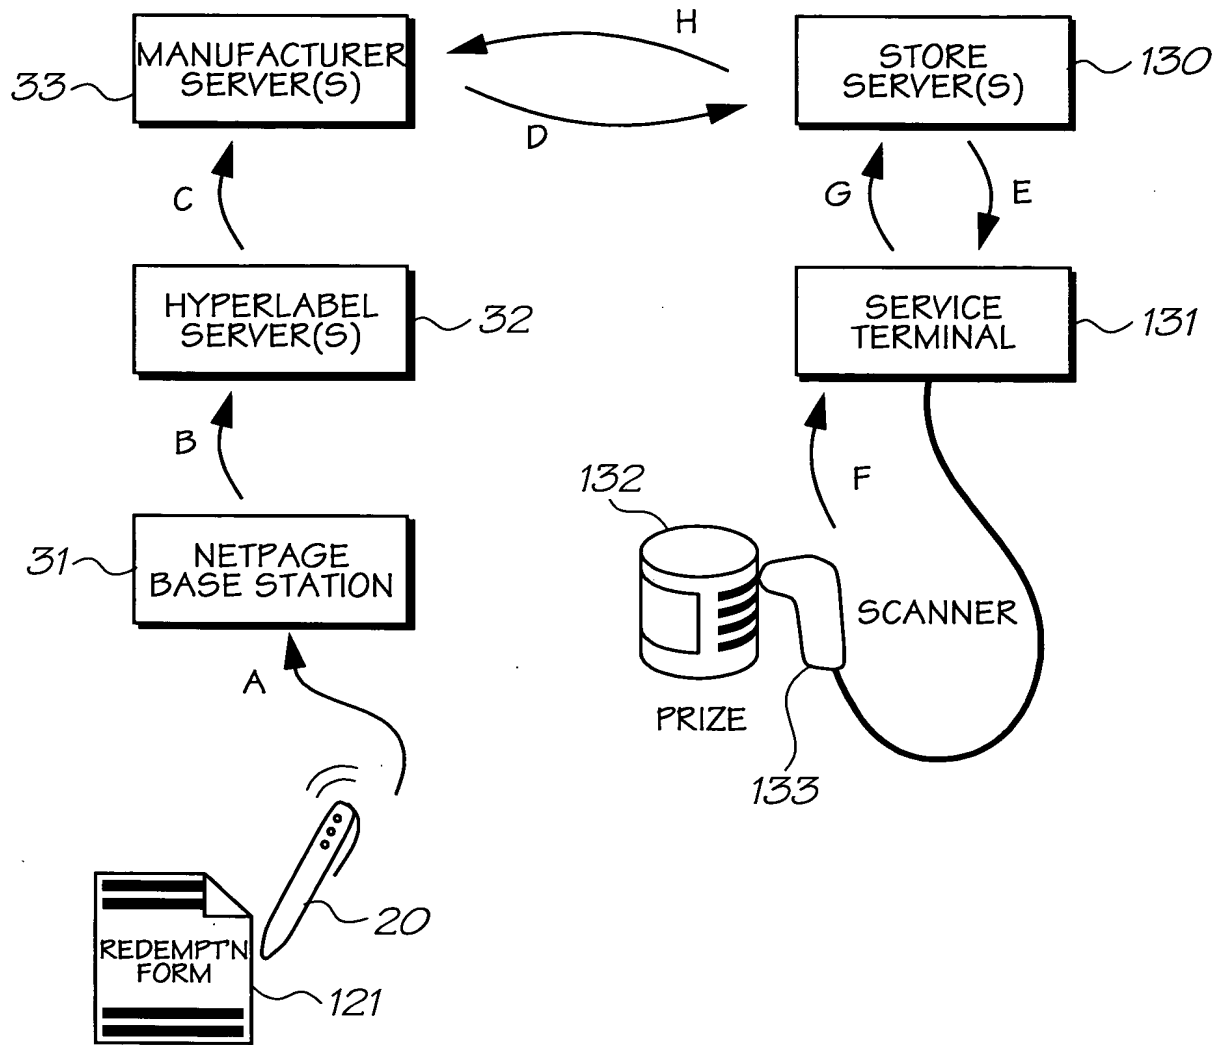 H
MANUFACTURER
SERVER(S)
33
STORE
SERVER(S)
130
D
C
G
E
HYPERLABEL
SERVER(S)
32
SERVICE
TERMINAL
131
B
F
132
NETPAGE
BASE STATION
31
SCANNER
A
PRIZE
133
20
REDEMPT'N
FORM
121